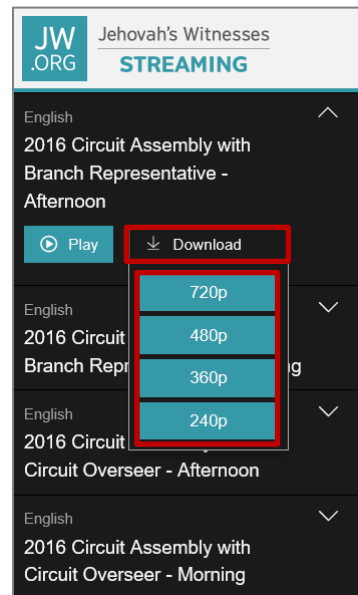 JW
.ORG
Jehovah's Witnesses
STREAMING
English
2016 Circuit Assembly with
Branch Representative -
Afternoon
Play
Download
720p
480p
360p
240p
English
2016 Circuit
Branch
English
2016 Circuit
Circuit Overseer - Afternoon
English
2016 Circuit Assembly with
Circuit Overseer - Morning